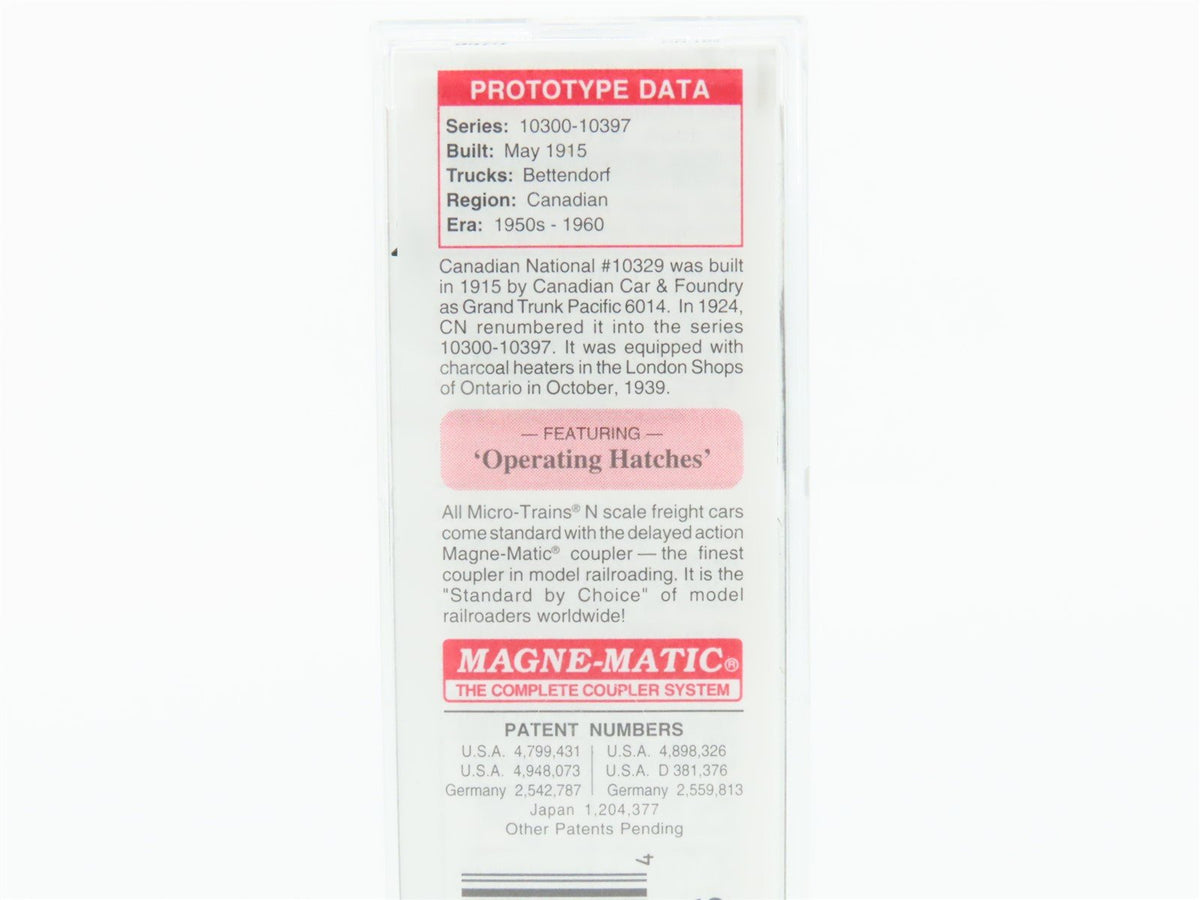 PROTOTYPE DATA
Series: 10300-10397
Built: May 1915
Trucks: Bettendorf
Region: Canadian
Era: 1950s - 1960
Canadian National #10329 was built
in 1915 by Canadian Car & Foundry
as Grand Trunk Pacific 6014. In 1924,
CN renumbered it into the series
10300-10397. It was equipped with
charcoal heaters in the London Shops
of Ontario in October, 1939.
— FEATURING —
‘Operating Hatches’
All Micro-Trains® N scale freight cars
come standard with the delayed action
Magne-Matic® coupler — the finest
coupler in model railroading. It is the
"Standard by Choice" of model
railroaders worldwide!
MAGNE-MATIC®
THE COMPLETE COUPLER SYSTEM
PATENT NUMBERS
U.S.A. 4,799,431 | U.S.A. 4,898,326
U.S.A. 4,948,073 | U.S.A. D 381,376
Germany 2,542,787 | Germany 2,559,813
Japan 1,204,377
Other Patents Pending
4